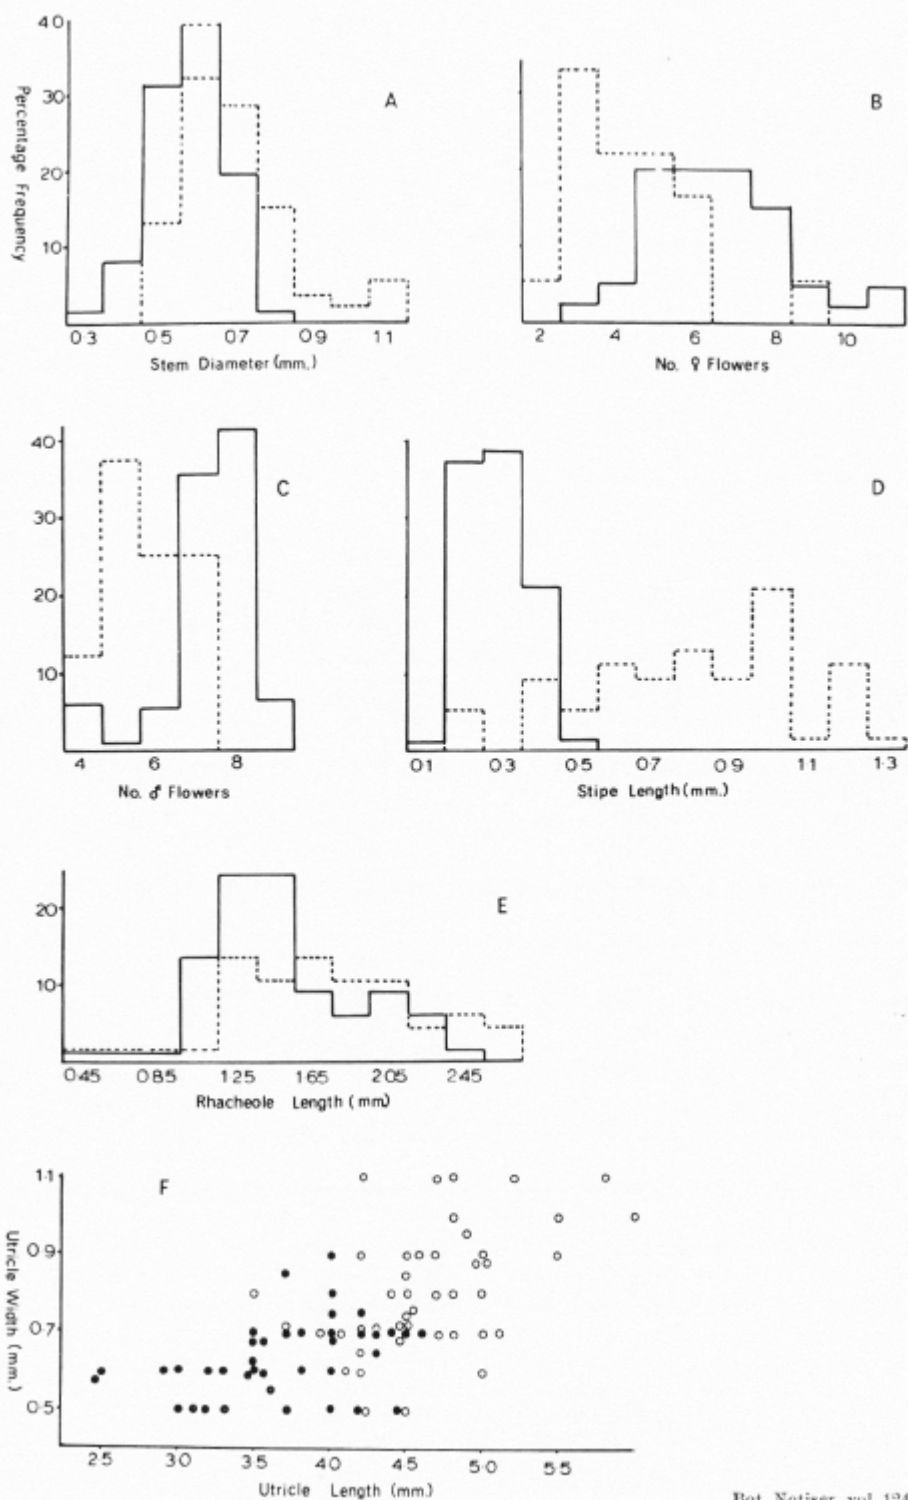 40
30
20
10
Percentage Frequency
A
0·3 0·5 0·7 0·9 1·1
Stem Diameter (mm.)
B
2 4 6 8 10
No. ♀ Flowers
40
30
20
10
C
4 6 8
No. ♂ Flowers
D
0·1 0·3 0·5 0·7 0·9 1·1 1·3
Stipe Length (mm.)
20
10
E
0·45 0·85 1·25 1·65 2·05 2·45
Rhacheole Length (mm.)
1·1
0·9
0·7
0·5
Utricle Width (mm.)
F
2·5 3·0 3·5 4·0 4·5 5·0 5·5
Utricle Length (mm.)
Bot. Notiser, vol. 124